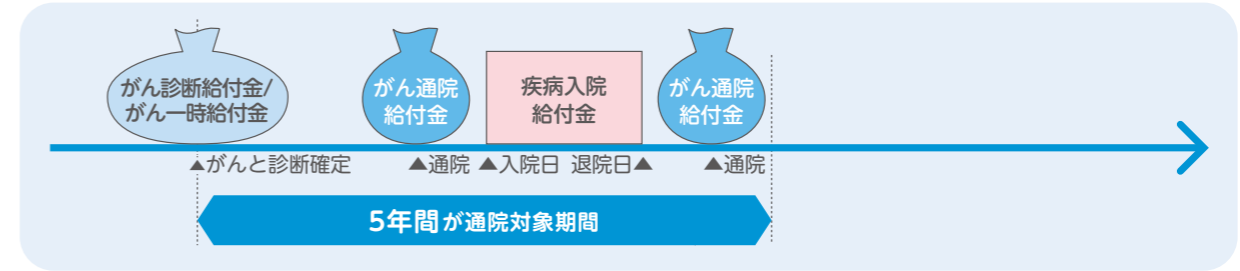 がん診断給付金/
がん一時給付金
がん通院
給付金
疾病入院
給付金
がん通院
給付金
▲がんと診断確定
▲通院
▲入院日
退院日▲
▲通院
5年間が通院対象期間